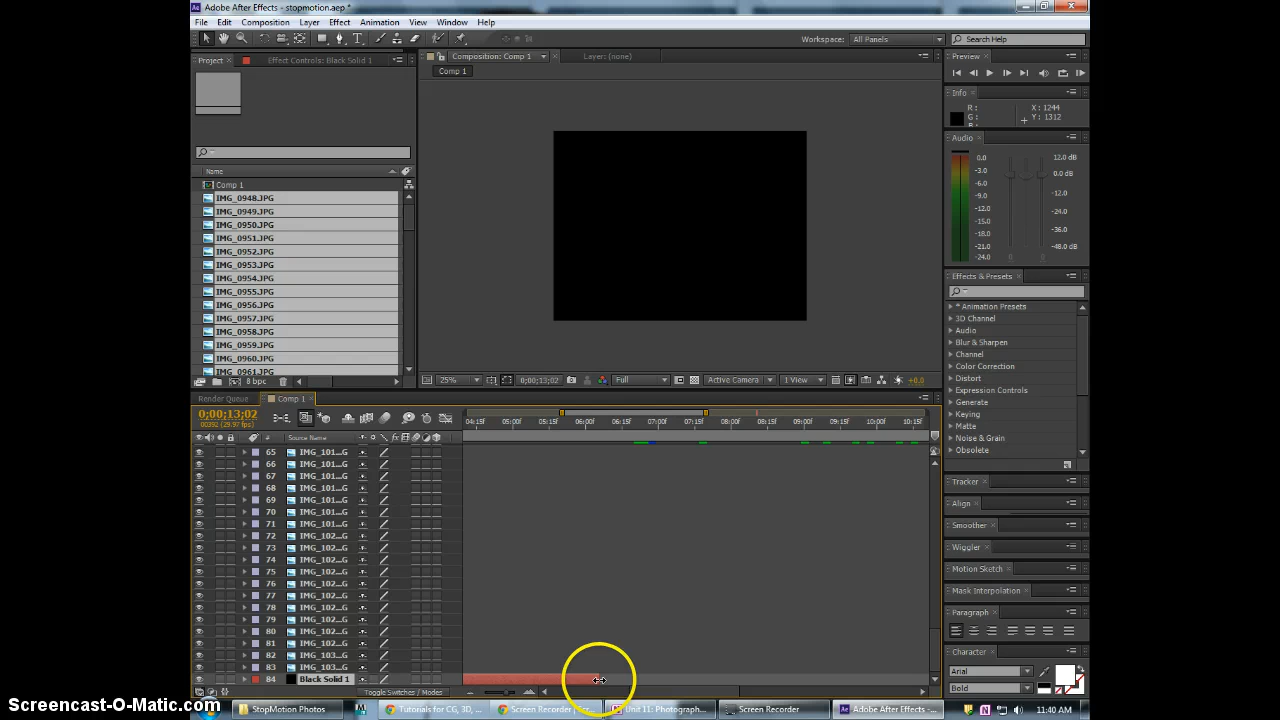 Adobe After Effects - stopmotion.aep *
File Edit Composition Layer Effect Animation View Window Help
Workspace: All Panels Search Help
Project Effect Controls: Black Solid 1 Composition: Comp 1 Layer: (none) Preview
Comp 1
Info
R: X: 1244
G: Y: 1312
B:
Audio
0.0 12.0 dB
-3.0 0.0 dB
-6.0
-9.0 -12.0
-12.0
-15.0 -24.0
-18.0 -36.0
-21.0
-24.0 -48.0 dB
Name
Comp 1
IMG_0948.JPG
IMG_0949.JPG
IMG_0950.JPG
IMG_0951.JPG
IMG_0952.JPG
IMG_0953.JPG
IMG_0954.JPG
IMG_0955.JPG
IMG_0956.JPG
IMG_0957.JPG
IMG_0958.JPG
IMG_0959.JPG
IMG_0960.JPG
IMG_0961.JPG
8 bpc
Effects & Presets
* Animation Presets
3D Channel
Audio
Blur & Sharpen
Channel
Color Correction
Distort
Expression Controls
Generate
Keying
Matte
Noise & Grain
Obsolete
25% 0;00;13;02 Full Active Camera 1 View +0.0
Render Queue Comp 1
0;00;13;02
00392 (29.97 fps)
04:15f 05:00f 05:15f 06:00f 06:15f 07:00f 07:15f 08:00f 08:15f 09:00f 09:15f 10:00f 10:15f
# Source Name
65 IMG_101...G
66 IMG_101...G
67 IMG_101...G
68 IMG_101...G
69 IMG_101...G
70 IMG_101...G
71 IMG_101...G
72 IMG_102...G
73 IMG_102...G
74 IMG_102...G
75 IMG_102...G
76 IMG_102...G
77 IMG_102...G
78 IMG_102...G
79 IMG_102...G
80 IMG_102...G
81 IMG_102...G
82 IMG_103...G
83 IMG_103...G
84 Black Solid 1
Toggle Switches / Modes
Tracker
Align
Smoother
Wiggler
Motion Sketch
Mask Interpolation
Paragraph
Character
Arial
Bold
StopMotion Photos Tutorials for CG, 3D, ... Screen Recorder | Scr... Unit 11: Photograph... Screen Recorder Adobe After Effects - ... 11:40 AM
Screencast-O-Matic.com